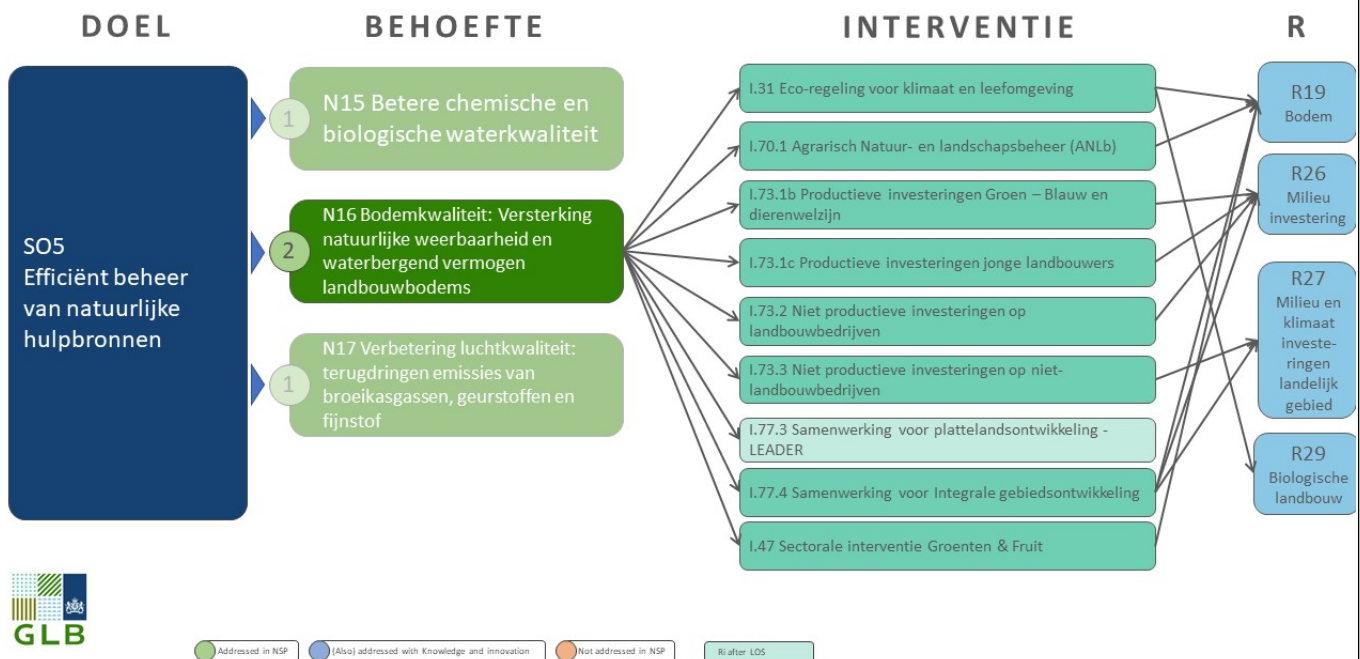 DOEL
BEHOEFTE
INTERVENTIE
R
SO5
Efficiënt beheer
van natuurlijke
hulpbronnen
1
N15 Betere chemische en
biologische waterkwaliteit
2
N16 Bodemkwaliteit: Versterking
natuurlijke weerbaarheid en
waterbergend vermogen
landbouwbodems
1
N17 Verbetering luchtkwaliteit:
terugdringen emissies van
broeikasgassen, geurstoffen en
fijnstof
I.31 Eco-regeling voor klimaat en leefomgeving
I.70.1 Agrarisch Natuur- en landschapsbeheer (ANLb)
I.73.1b Productieve investeringen Groen – Blauw en
dierenwelzijn
I.73.1c Productieve investeringen jonge landbouwers
I.73.2 Niet productieve investeringen op
landbouwbedrijven
I.73.3 Niet productieve investeringen op niet-
landbouwbedrijven
I.77.3 Samenwerking voor plattelandsontwikkeling -
LEADER
I.77.4 Samenwerking voor Integrale gebiedsontwikkeling
I.47 Sectorale interventie Groenten & Fruit
R19
Bodem
R26
Milieu
investering
R27
Milieu en
klimaat
investe-
ringen
landelijk
gebied
R29
Biologische
landbouw
GLB
Addressed in NSP
(Also) addressed with Knowledge and innovation
Not addressed in NSP
Ri after LOS